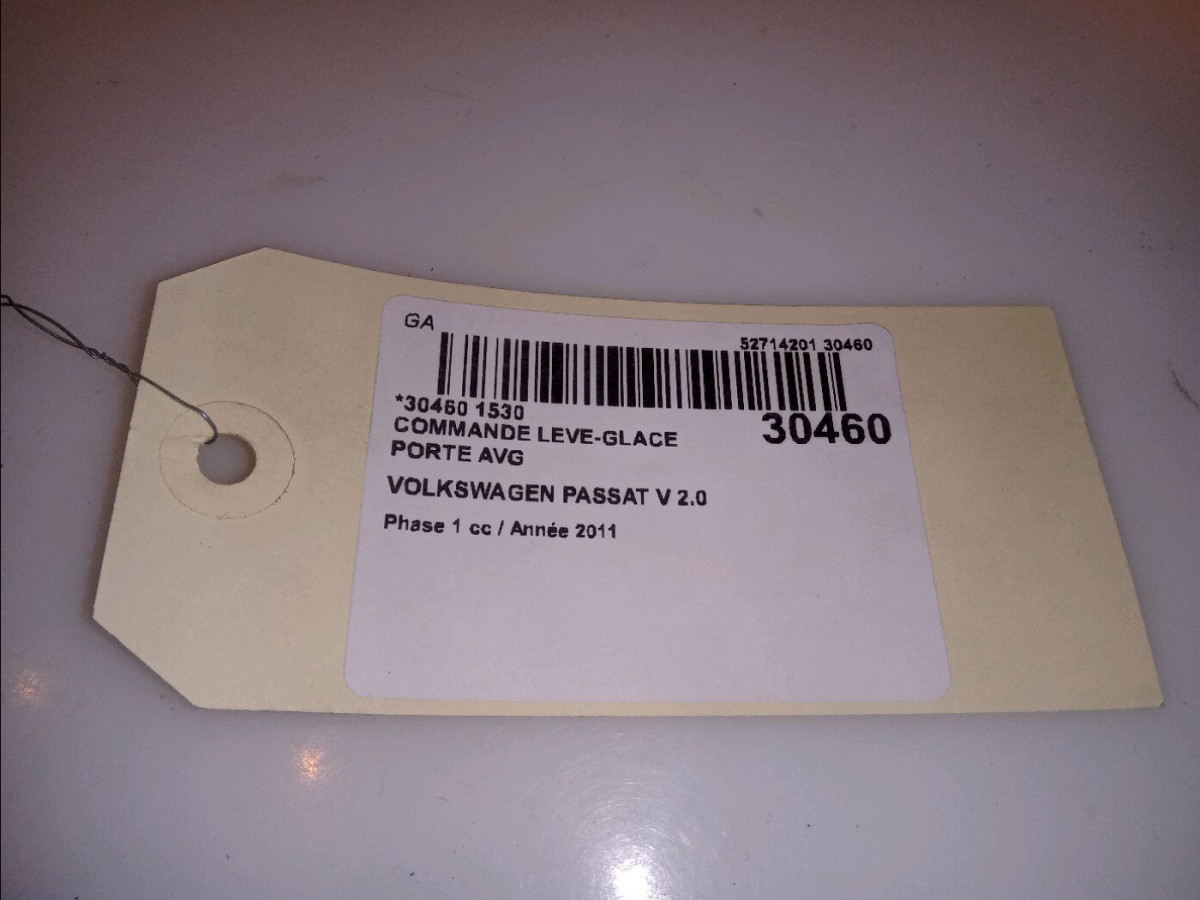 GA
52714201 30460
*30460 1530
30460
COMMANDE LEVE-GLACE
PORTE AVG
VOLKSWAGEN PASSAT V 2.0
Phase 1 cc / Année 2011